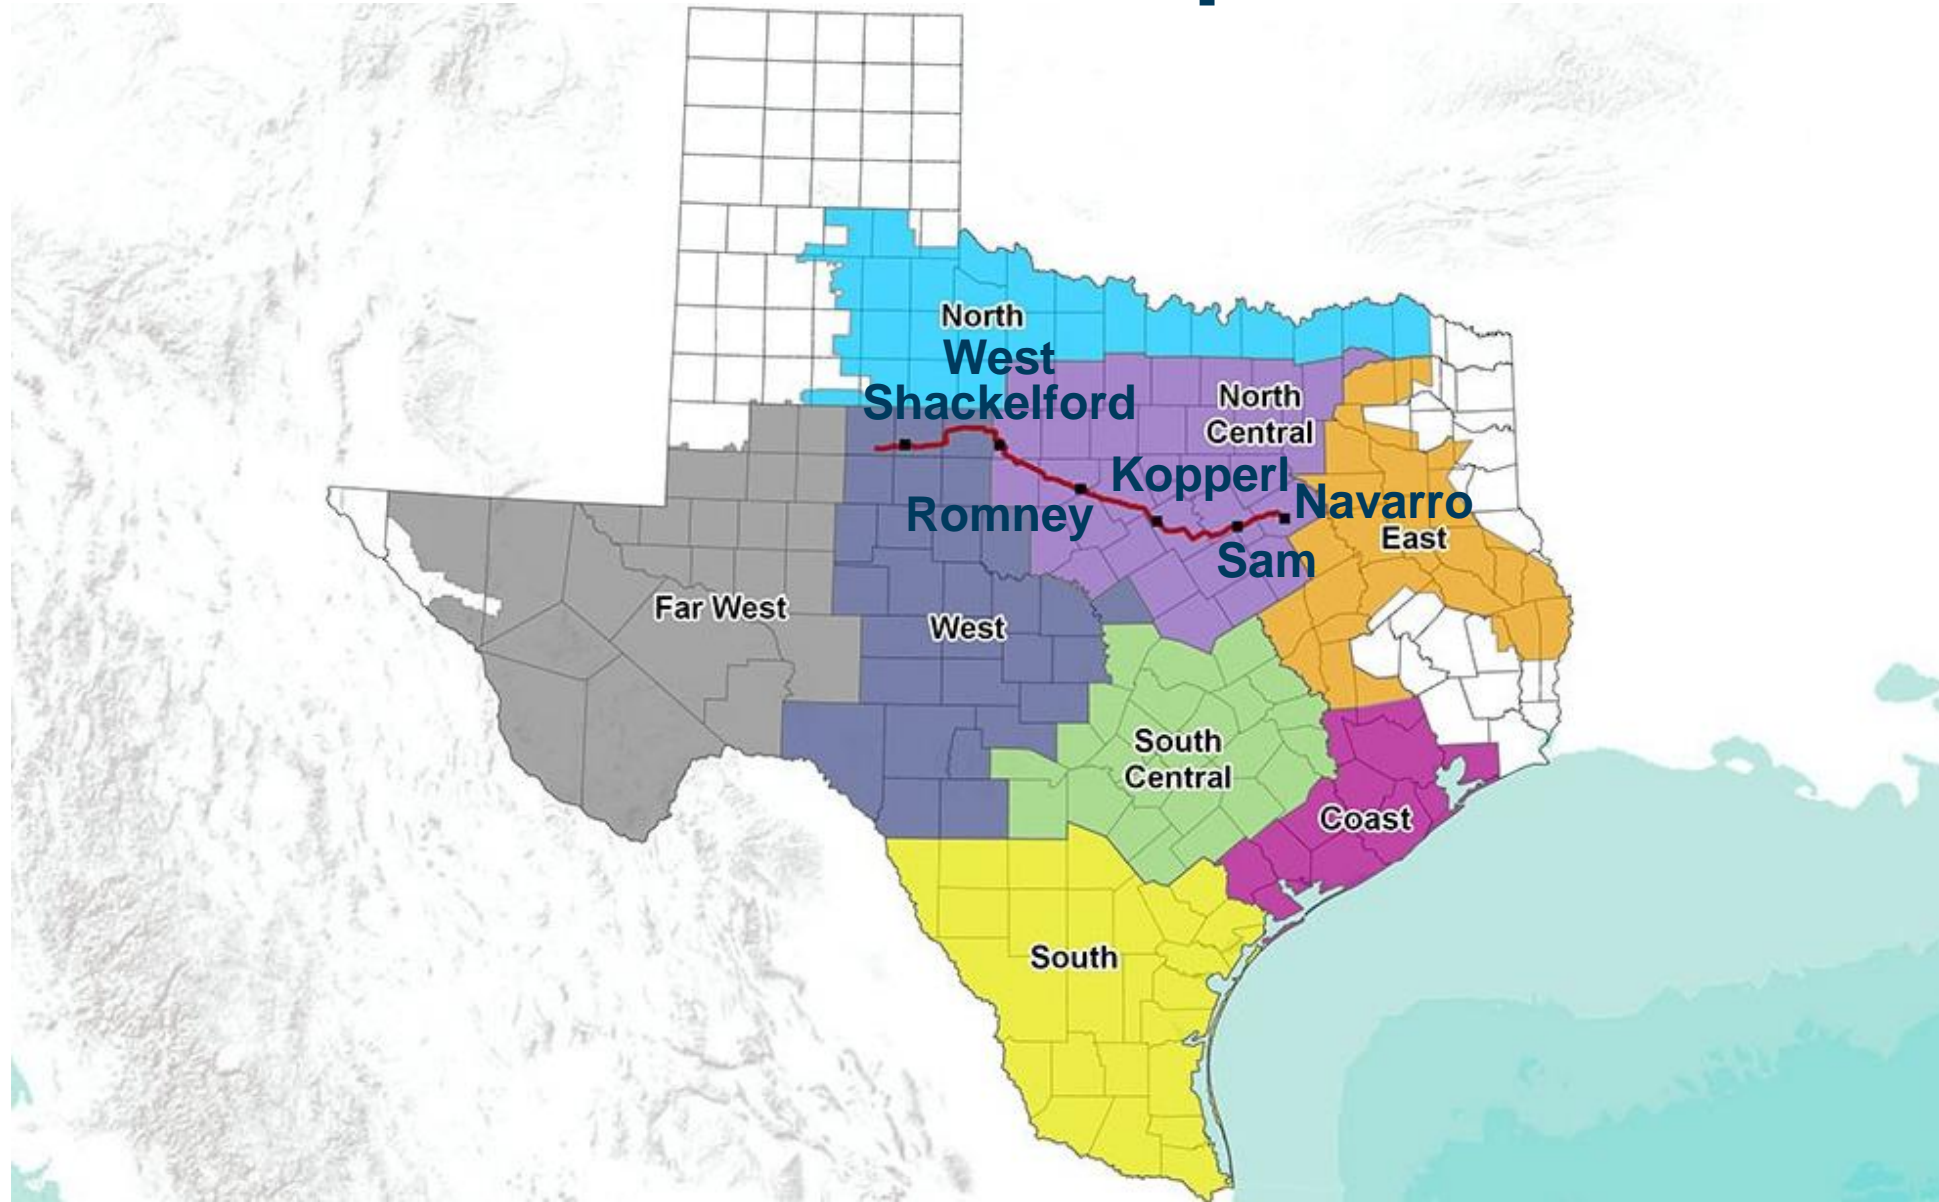 North
West
Shackelford
North
Central
Kopperl
Navarro
Romney
East
Sam
Far West
West
South
Central
Coast
South